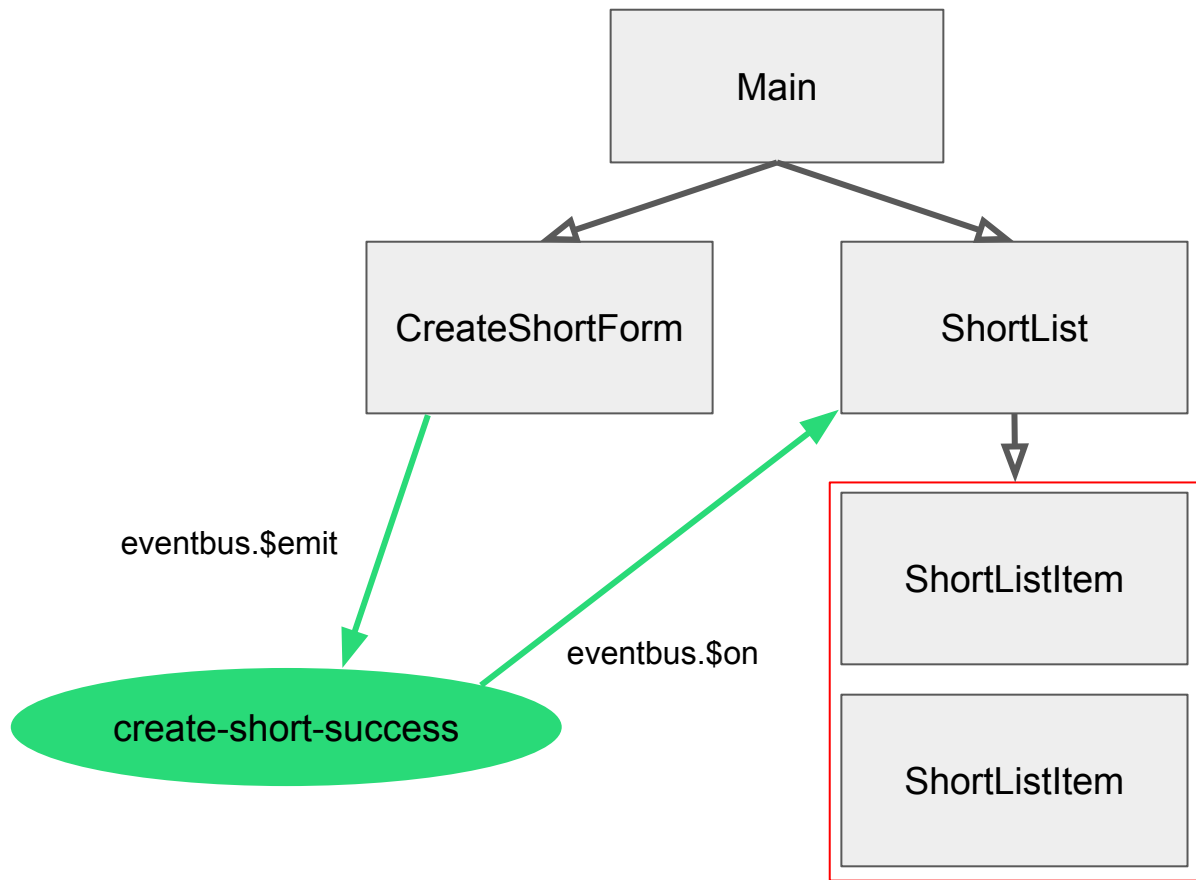 Main
CreateShortForm
ShortList
eventbus.$emit
ShortListItem
eventbus.$on
create-short-success
ShortListItem